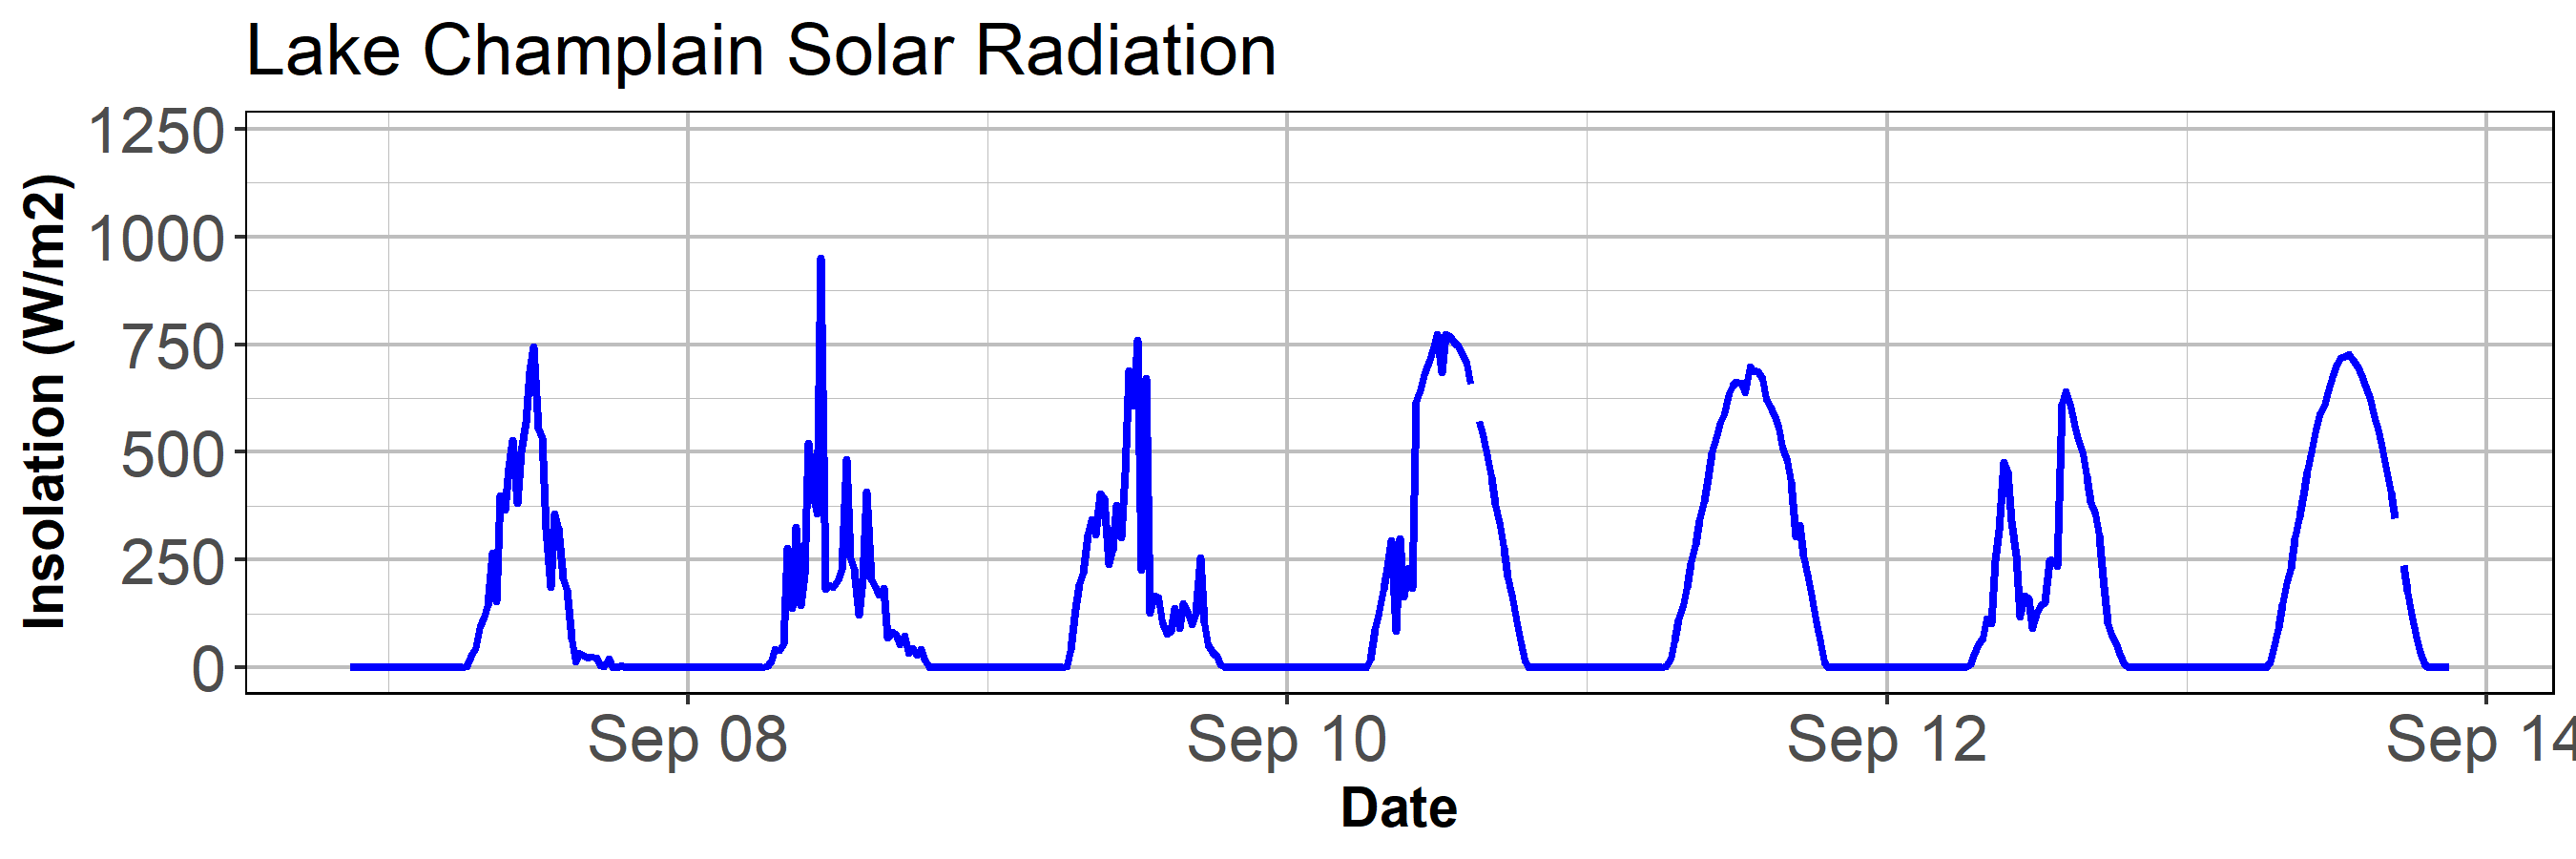 Lake Champlain Solar Radiation
1250
1000
750
500
250
0
Insolation (W/m2)
Sep 08
Sep 10
Sep 12
Sep 14
Date